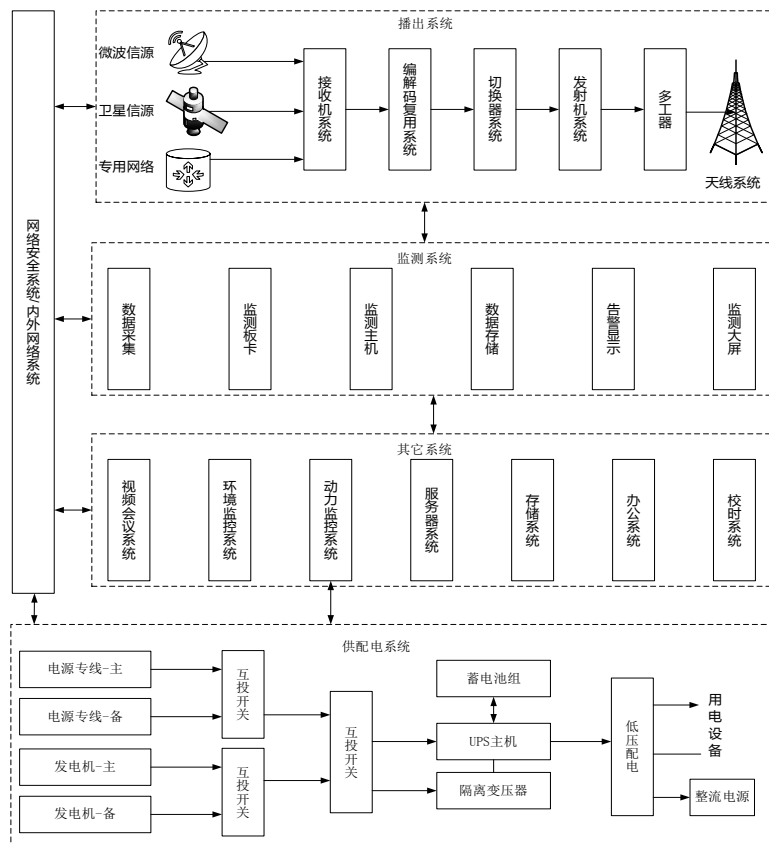 播出系统
微波信源
卫星信源
专用网络
接收机系统
编解码复用系统
切换器系统
发射机系统
多工器
天线系统
网络安全系统/内外网络系统
监测系统
数据采集
监测板卡
监测主机
数据存储
告警显示
监测大屏
其它系统
视频会议系统
环境监控系统
动力监控系统
服务器系统
存储系统
办公系统
校时系统
供配电系统
电源专线-主
电源专线-备
发电机-主
发电机-备
互投开关
互投开关
互投开关
蓄电池组
UPS主机
隔离变压器
低压配电
用电设备
整流电源